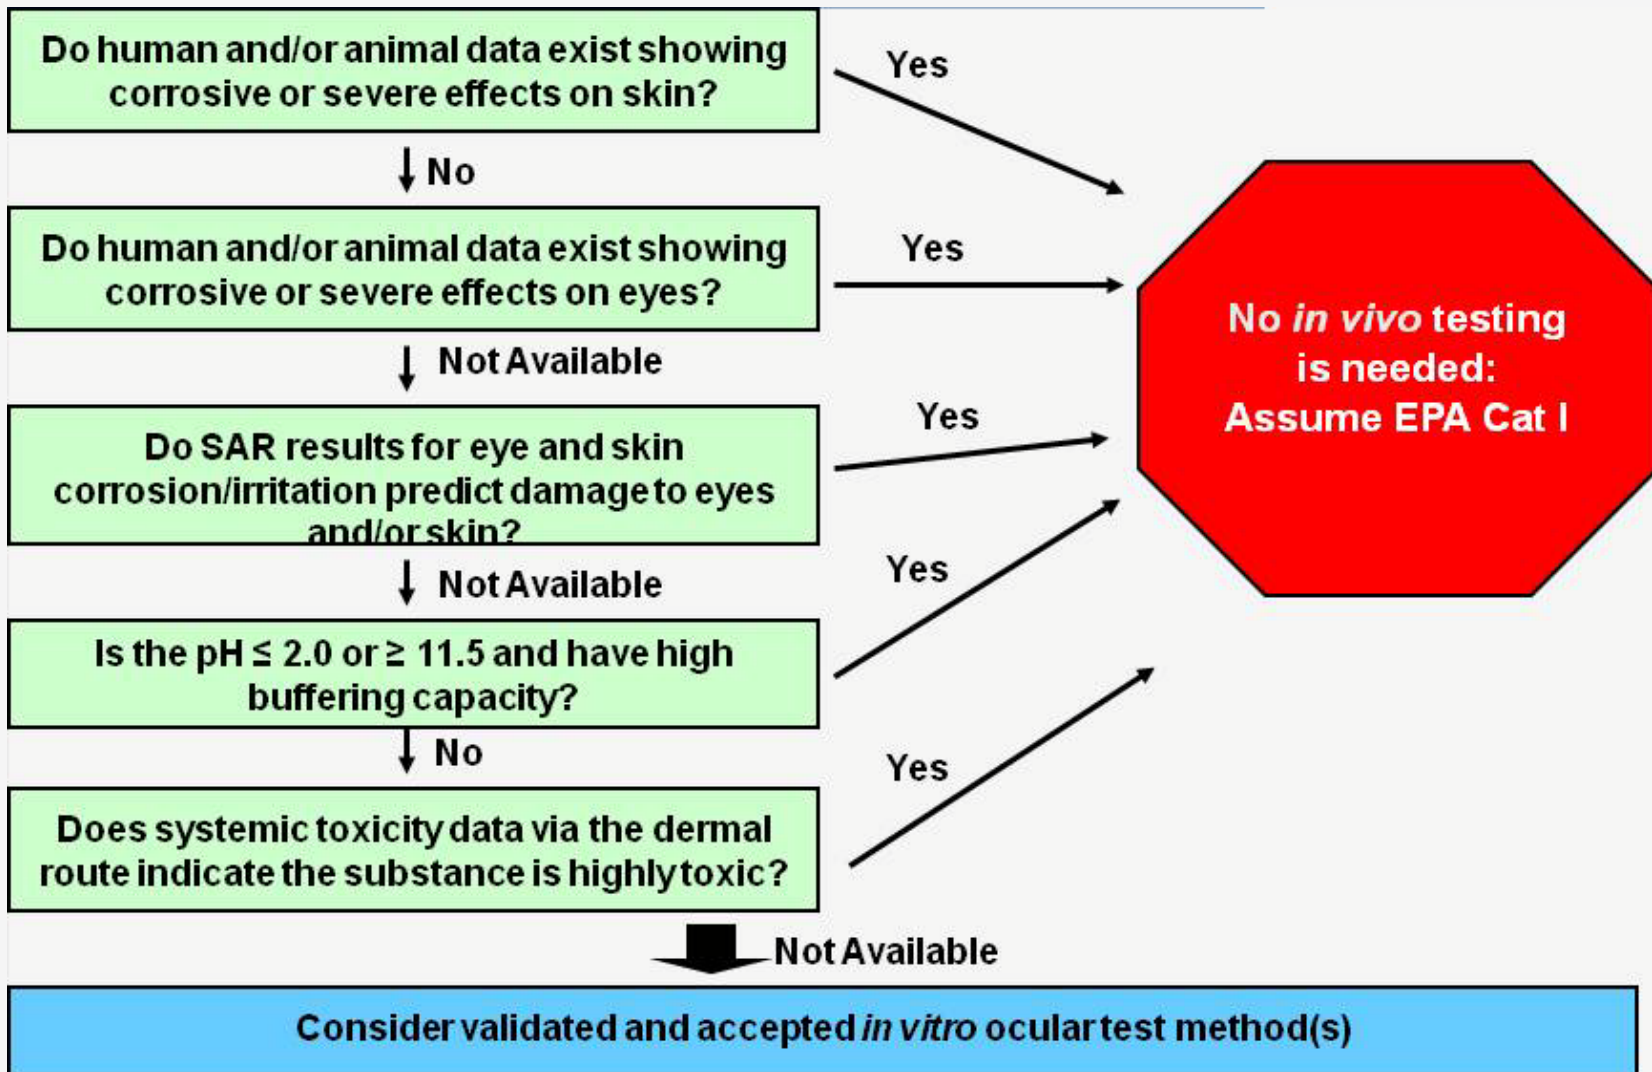 Do human and/or animal data exist showing
corrosive or severe effects on skin?
Yes
No
Do human and/or animal data exist showing
corrosive or severe effects on eyes?
Yes
Not Available
Do SAR results for eye and skin
corrosion/irritation predict damage to eyes
and/or skin?
Yes
Not Available
Is the pH ≤ 2.0 or ≥ 11.5 and have high
buffering capacity?
Yes
No
Does systemic toxicity data via the dermal
route indicate the substance is highly toxic?
Yes
Not Available
No in vivo testing
is needed:
Assume EPA Cat I
Consider validated and accepted in vitro ocular test method(s)